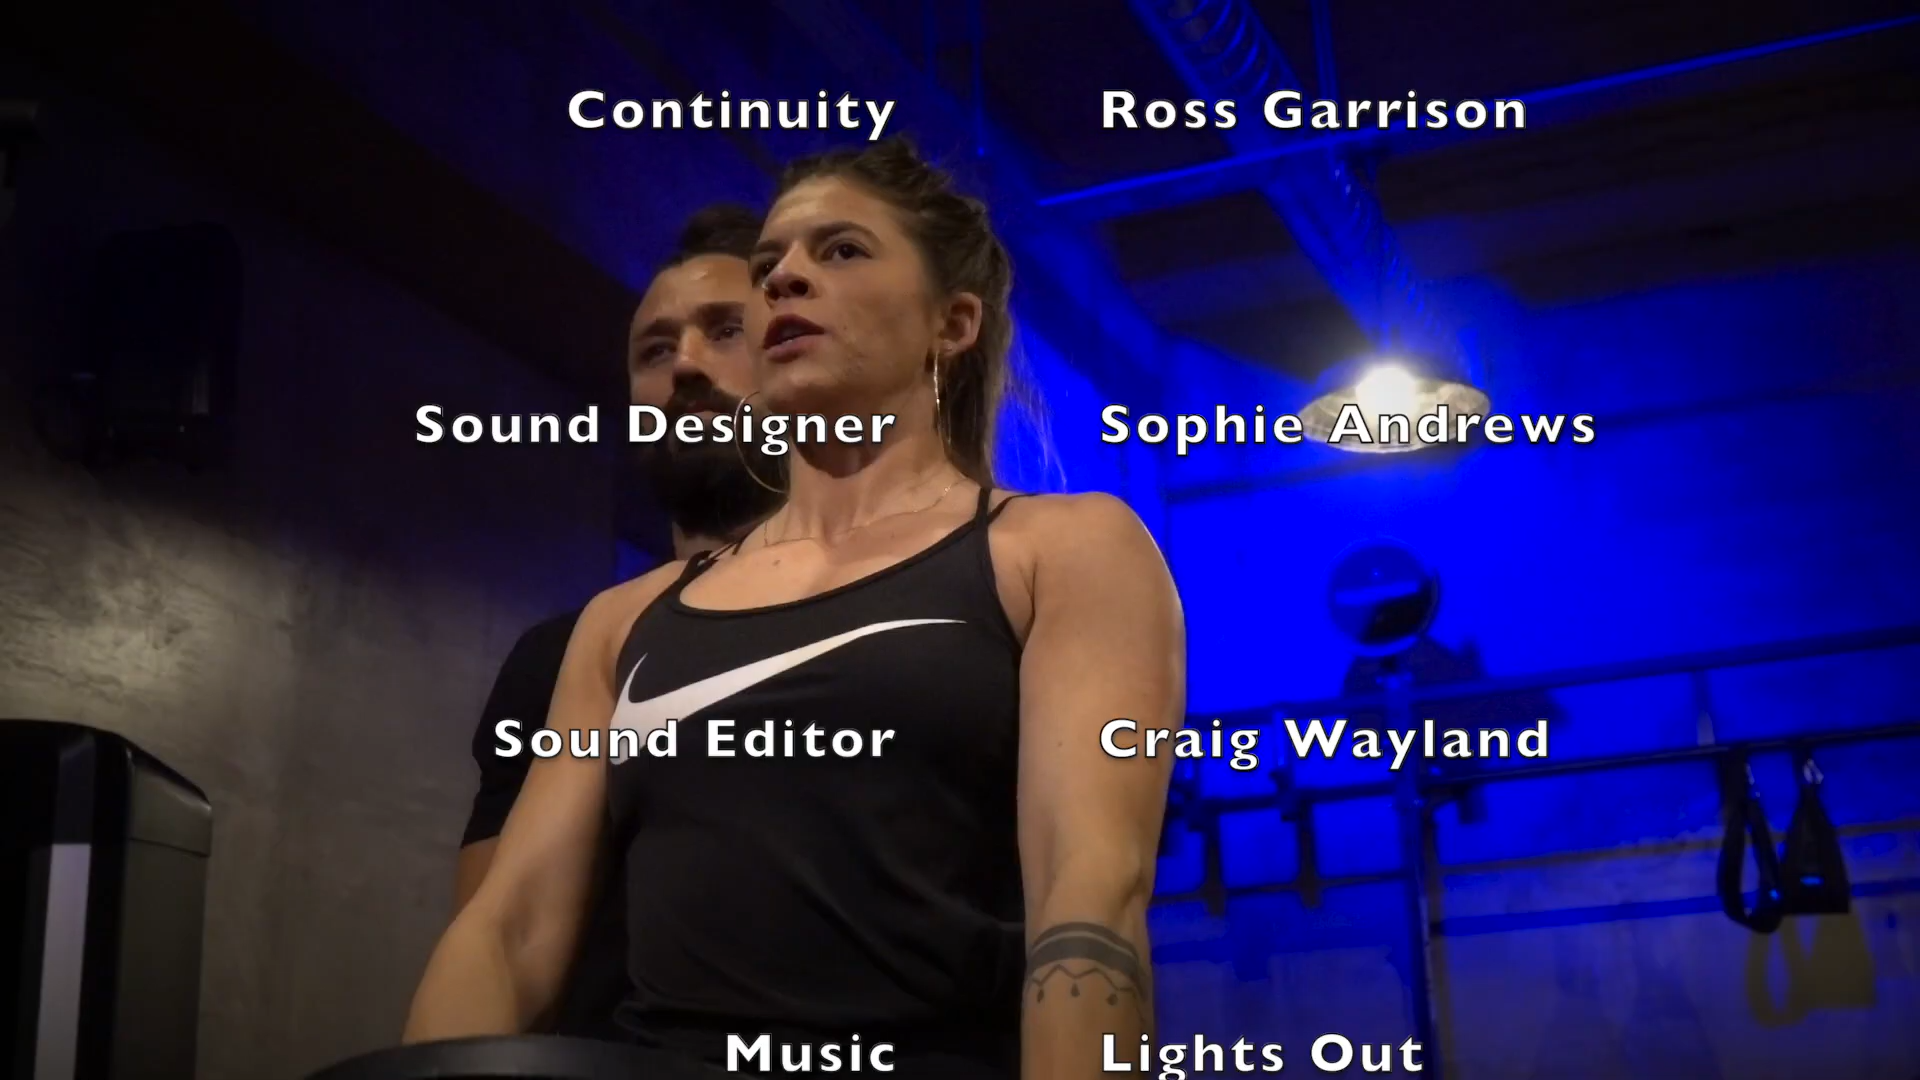 Continuity Ross Garrison
Sound Designer Sophie Andrews
Sound Editor Craig Wayland
Music Lights Out